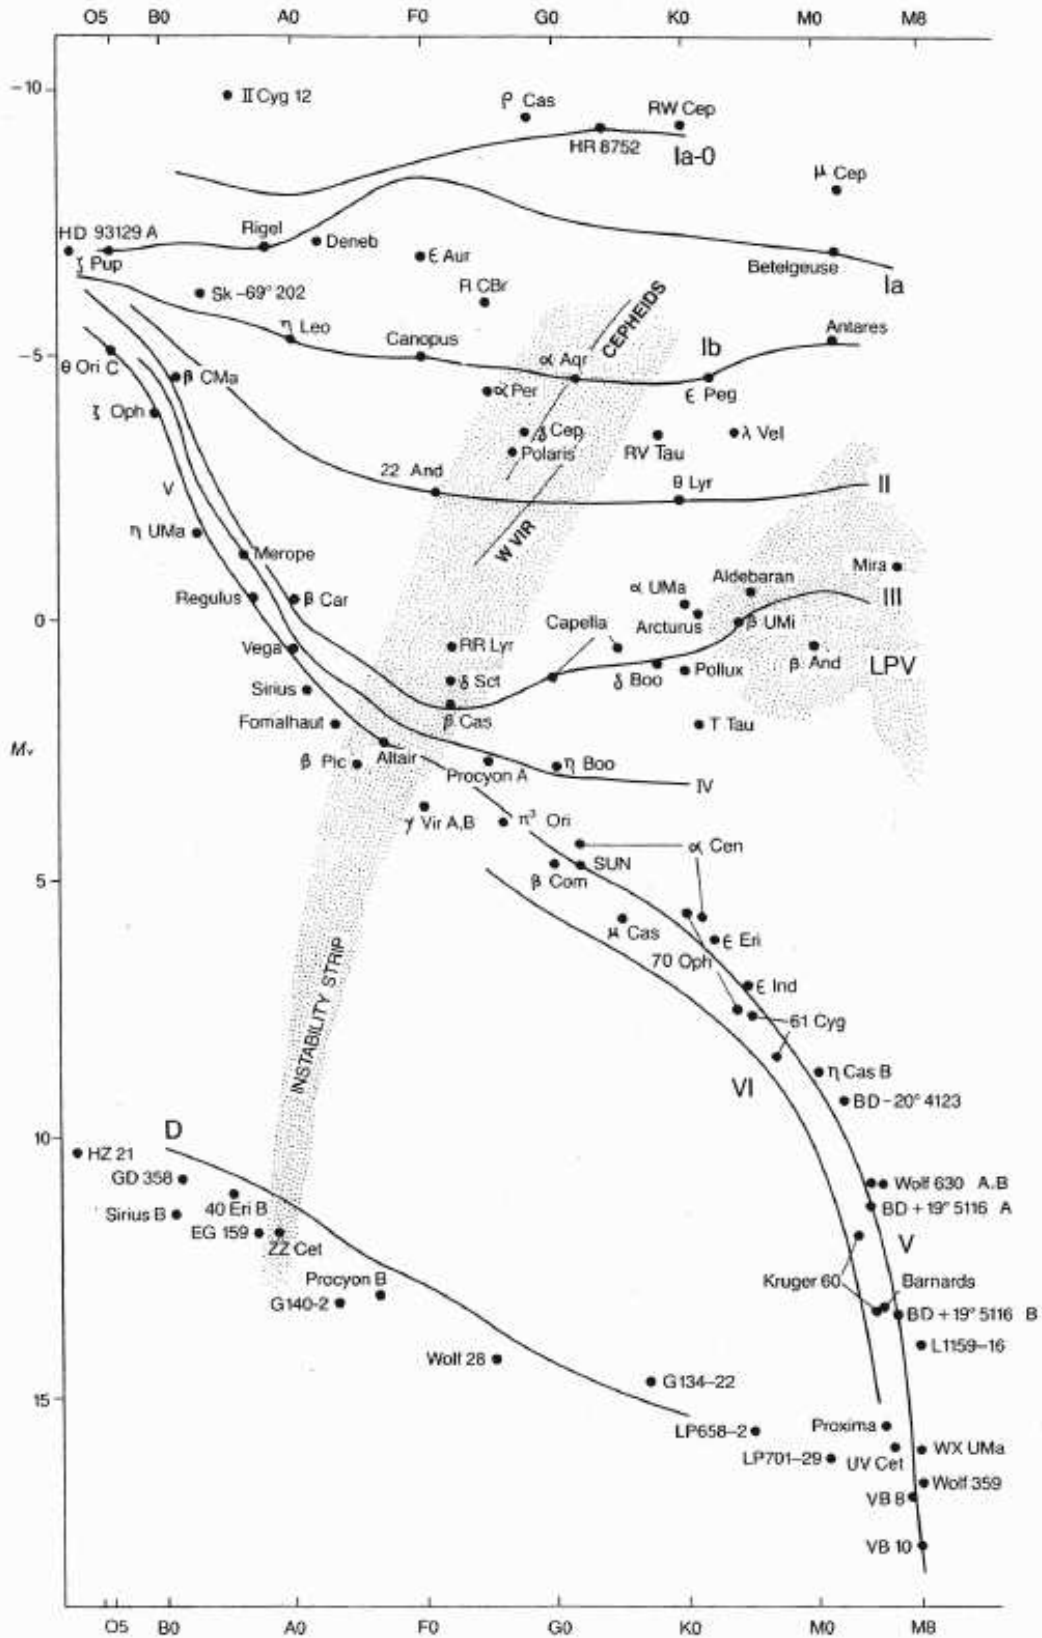 O5 B0 A0 F0 G0 K0 M0 M8
-10
II Cyg 12
ρ Cas
RW Cep
HR 8752
Ia-0
μ Cep
HD 93129 A
Rigel
Deneb
ζ Pup
ε Aur
Betelgeuse
Ia
Sk -69° 202
R CBr
CEPHEIDS
η Leo
Canopus
Antares
-5
α Aqr
Ib
θ Ori C
β CMa
α Per
ε Peg
ζ Oph
δ Cep
λ Vel
Polaris
RV Tau
22 And
θ Lyr
II
V
W VIR
η UMa
Merope
Mira
Aldebaran
α UMa
III
Regulus
β Car
Capella
Arcturus
β UMi
0
Vega
RR Lyr
β And
LPV
δ Sct
δ Boo
Pollux
Sirius
Fomalhaut
β Cas
T Tau
Mv
β Pic
Altair
Procyon A
η Boo
IV
γ Vir A,B
π³ Ori
α Cen
SUN
5
β Com
μ Cas
ε Eri
70 Oph
INSTABILITY STRIP
ε Ind
61 Cyg
VI
η Cas B
BD-20° 4123
10
D
HZ 21
GD 358
Wolf 630 A,B
Sirius B
40 Eri B
BD+19° 5116 A
EG 159
ZZ Cet
V
Procyon B
Kruger 60
Barnards
G140-2
BD+19° 5116 B
L1159-16
Wolf 28
G134-22
15
Proxima
LP658-2
LP701-29
UV Cet
WX UMa
Wolf 359
VB 8
VB 10
O5 B0 A0 F0 G0 K0 M0 M8